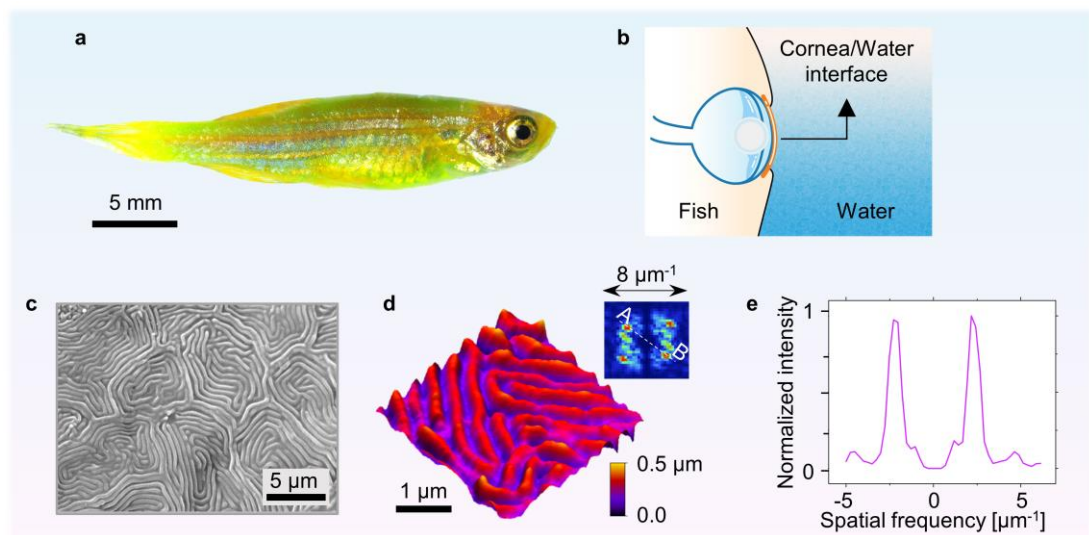 a
5 mm
b
Cornea/Water
interface
Fish
Water
c
5 µm
d
8 µm⁻¹
A
B
1 µm
0.5 µm
0.0
e
Normalized intensity
1
0
-5
0
5
Spatial frequency [µm⁻¹]